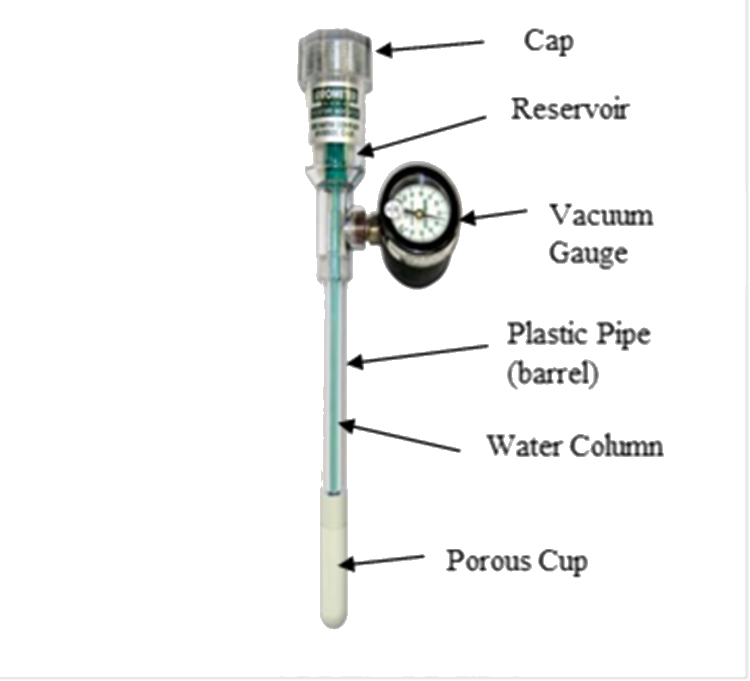 Cap
Reservoir
Vacuum
Gauge
Plastic Pipe
(barrel)
Water Column
Porous Cup